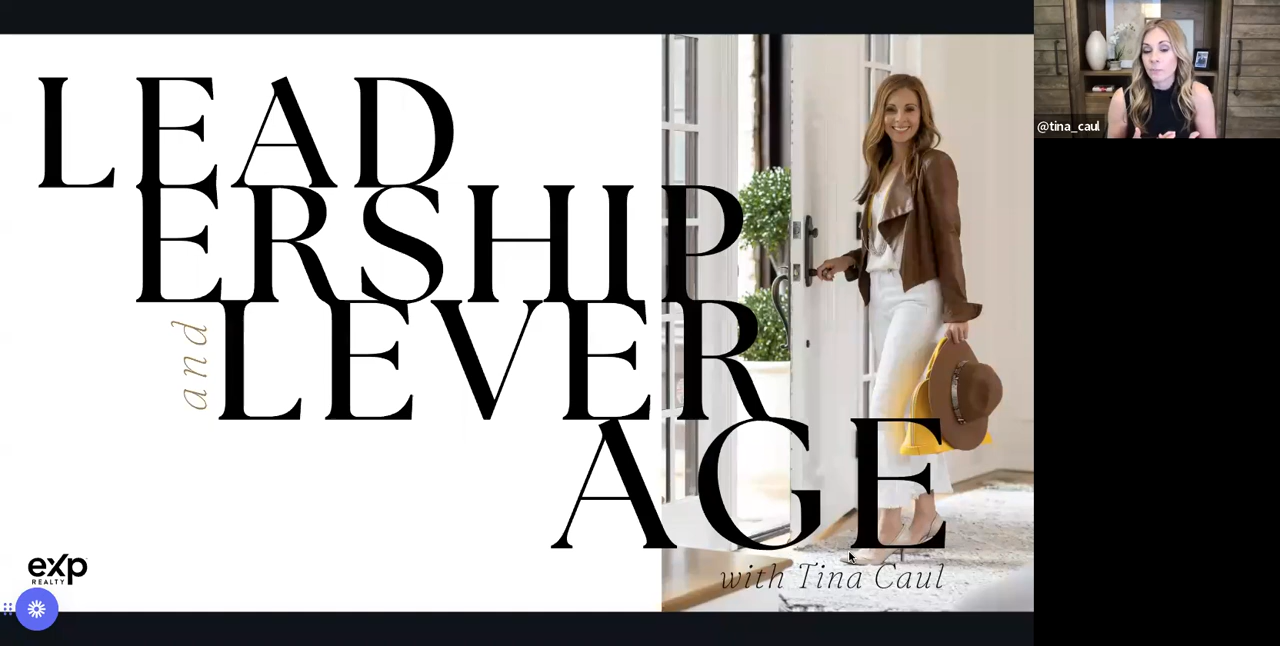 LEAD
ERSHIP
and
LEVER
AGE
with Tina Caul
exp
REALTY
@tina_caul